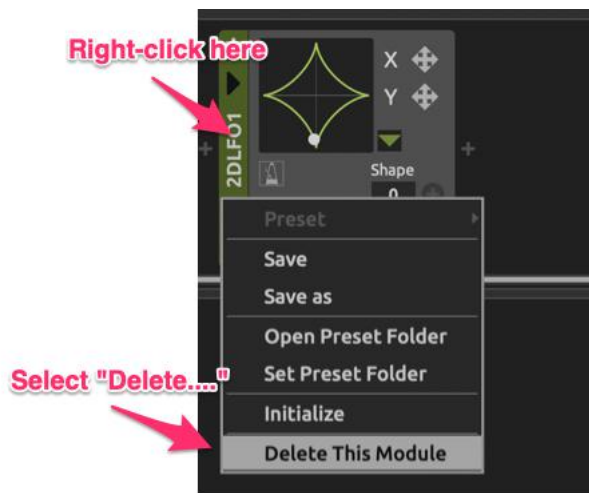 Right-click here
X
Y
2DLFO1
Shape
0
Preset
Save
Save as
Open Preset Folder
Set Preset Folder
Initialize
Select "Delete...."
Delete This Module